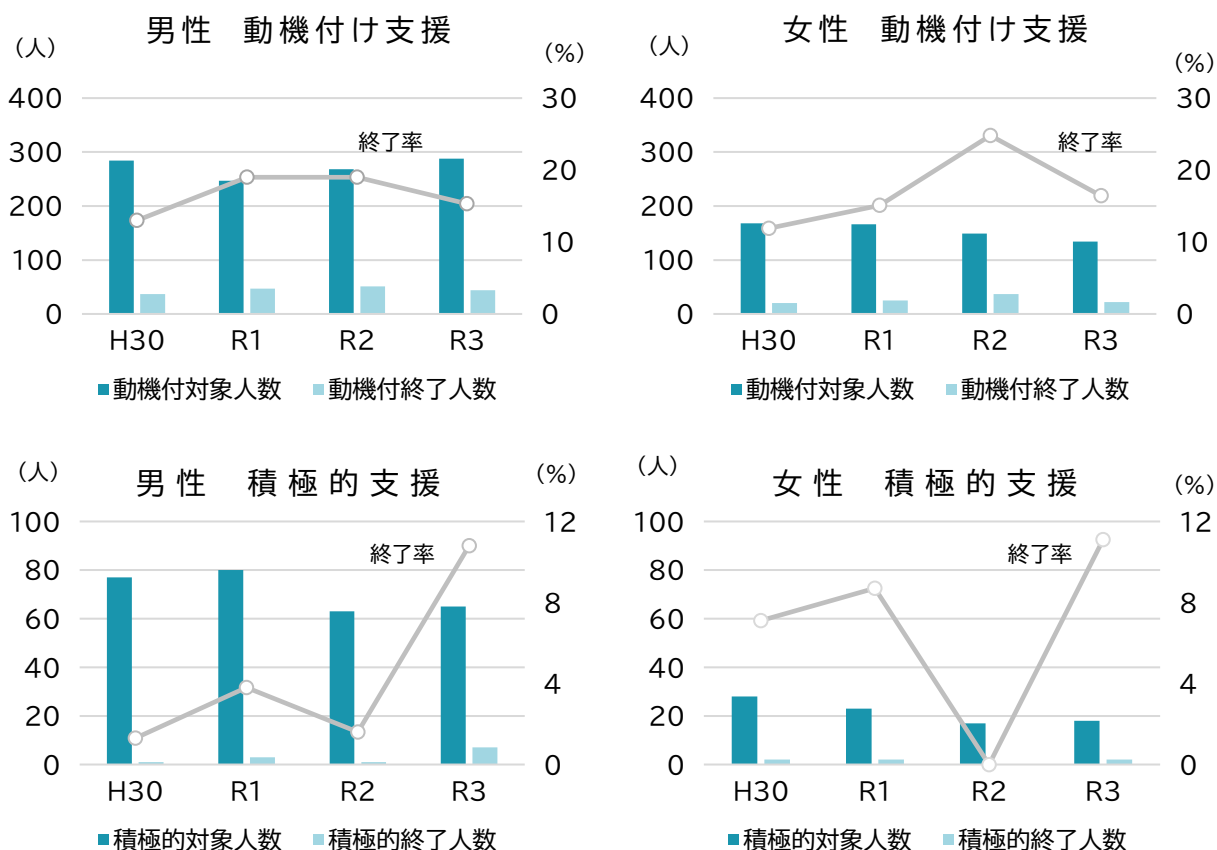 男性 動機付け支援
(人)
(%)
400
300
200
100
0
30
20
10
0
終了率
H30 R1 R2 R3
動機付対象人数 動機付終了人数
女性 動機付け支援
(人)
(%)
400
300
200
100
0
30
20
10
0
終了率
H30 R1 R2 R3
動機付対象人数 動機付終了人数
男性 積極的支援
(人)
(%)
100
80
60
40
20
0
12
8
4
0
終了率
H30 R1 R2 R3
積極的対象人数 積極的終了人数
女性 積極的支援
(人)
(%)
100
80
60
40
20
0
12
8
4
0
終了率
H30 R1 R2 R3
積極的対象人数 積極的終了人数